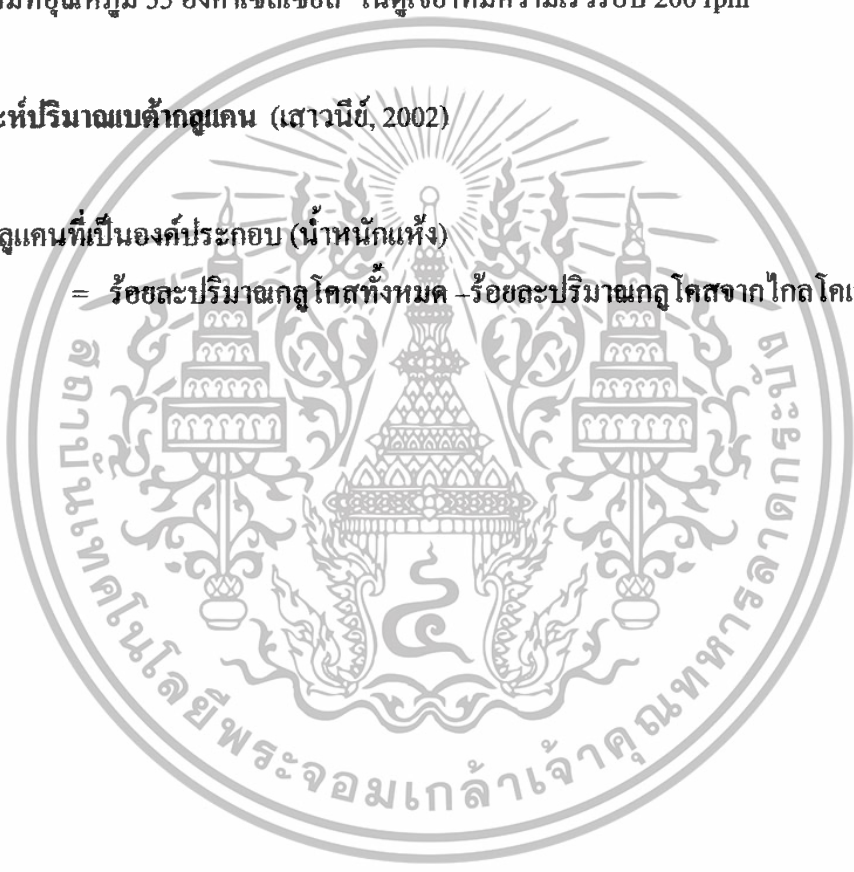 อุณหภูมิ 55 องศาเซลเซียส ในตู้เขย่าที่มีความเร็วรอบ 200 rpm
ะห์ปริมาณเบต้ากลูแคน (เสาวนีย์, 2002)
ลูแคนที่เป็นองค์ประกอบ (น้ำหนักแห้ง)
= ร้อยละปริมาณกลูโคสทั้งหมด –ร้อยละปริมาณกลูโคสจากไกลโคเ
สถาบันเทคโนโลยีพระจอมเกล้าเจ้าคุณทหารลาดกระบัง